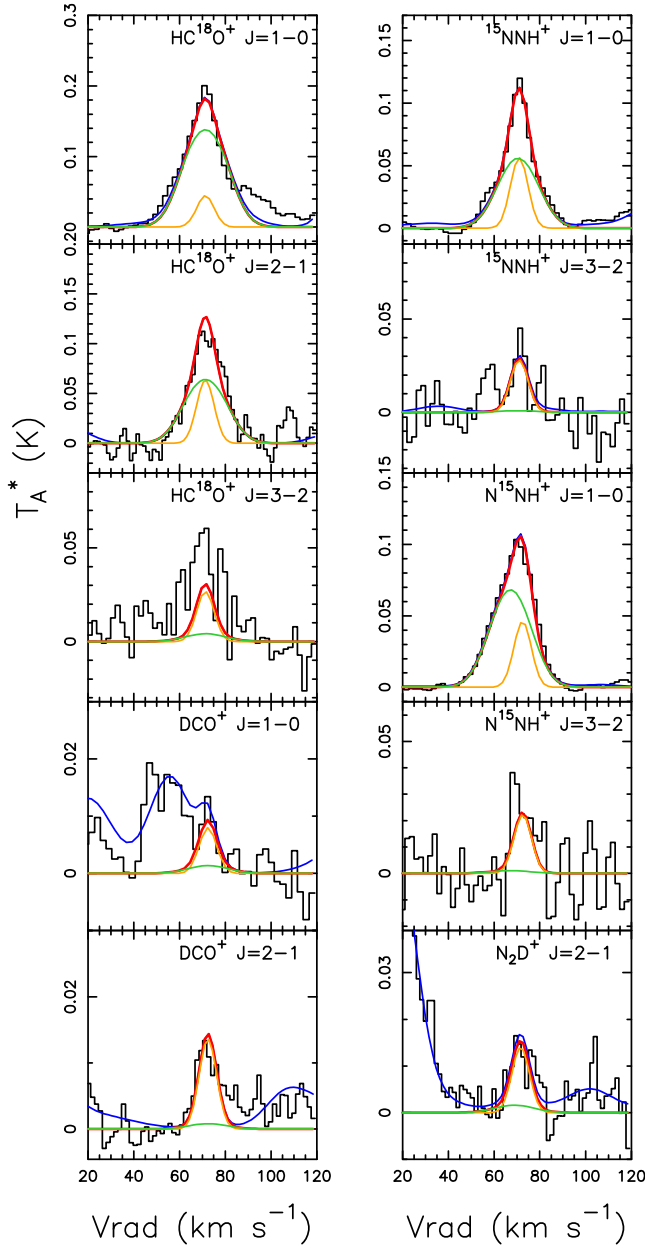 0.3
HC¹⁸O⁺ J=1−0
0.2
0.1
0
0.20
HC¹⁸O⁺ J=2−1
0.15
0.1
0.05
0
HC¹⁸O⁺ J=3−2
0.05
0
DCO⁺ J=1−0
0.02
0
DCO⁺ J=2−1
0.02
0
20 40 60 80 100 120
Vrad (km s⁻¹)
T_A* (K)
¹⁵NNH⁺ J=1−0
0.15
0.1
0.05
0
¹⁵NNH⁺ J=3−2
0.05
0
0.15
N¹⁵NH⁺ J=1−0
0.1
0.05
0
N¹⁵NH⁺ J=3−2
0.05
0
N₂D⁺ J=2−1
0.03
0
20 40 60 80 100 120
Vrad (km s⁻¹)